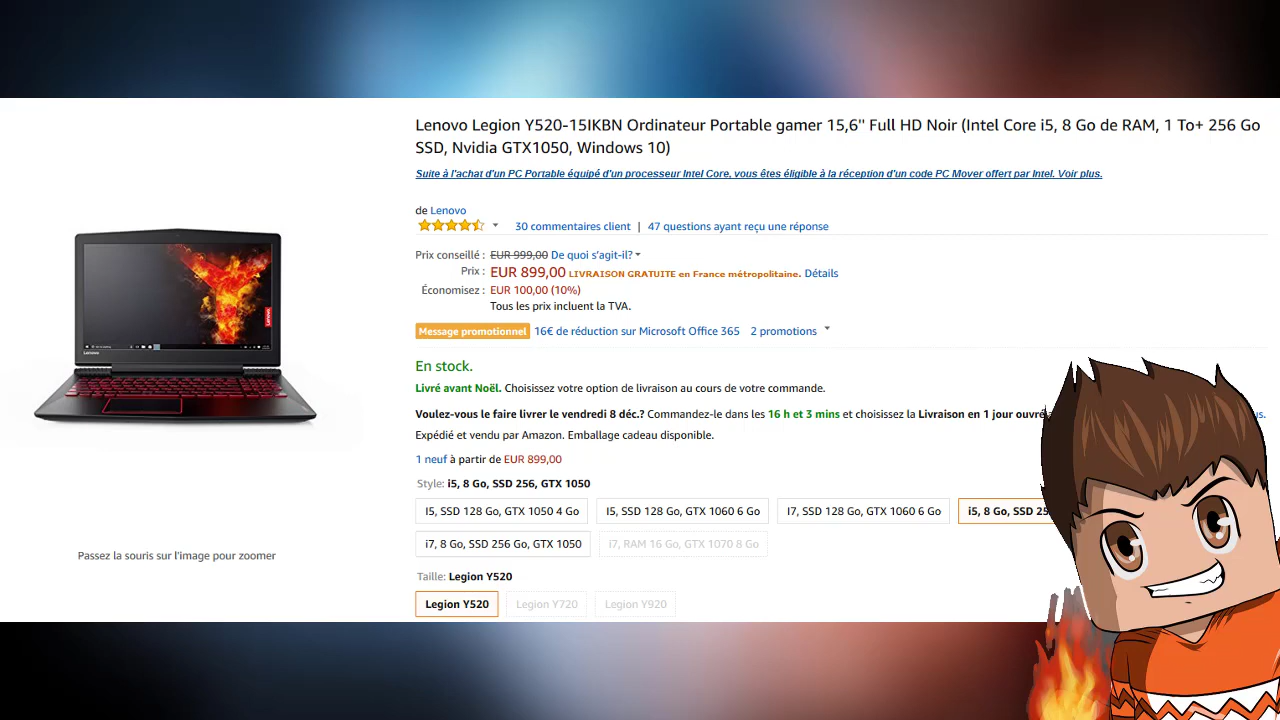 Lenovo Legion Y520-15IKBN Ordinateur Portable gamer 15,6" Full HD Noir (Intel Core i5, 8 Go de RAM, 1 To+ 256 Go
SSD, Nvidia GTX1050, Windows 10)
Suite à l'achat d'un PC Portable équipé d'un processeur Intel Core, vous êtes éligible à la réception d'un code PC Mover offert par Intel. Voir plus.
de Lenovo
30 commentaires client | 47 questions ayant reçu une réponse
Prix conseillé : EUR 999,00 De quoi s'agit-il?
Prix : EUR 899,00 LIVRAISON GRATUITE en France métropolitaine. Détails
Économisez : EUR 100,00 (10%)
Tous les prix incluent la TVA.
Message promotionnel 16€ de réduction sur Microsoft Office 365 2 promotions
En stock.
Livré avant Noël. Choisissez votre option de livraison au cours de votre commande.
Voulez-vous le faire livrer le vendredi 8 déc.? Commandez-le dans les 16 h et 3 mins et choisissez la Livraison en 1 jour ouvré
Expédié et vendu par Amazon. Emballage cadeau disponible.
1 neuf à partir de EUR 899,00
Style: i5, 8 Go, SSD 256, GTX 1050
I5, SSD 128 Go, GTX 1050 4 Go I5, SSD 128 Go, GTX 1060 6 Go I7, SSD 128 Go, GTX 1060 6 Go i5, 8 Go, SSD 25
i7, 8 Go, SSD 256 Go, GTX 1050 i7, RAM 16 Go, GTX 1070 8 Go
Taille: Legion Y520
Legion Y520 Legion Y720 Legion Y920
Lenovo
Lenovo
Passez la souris sur l'image pour zoomer